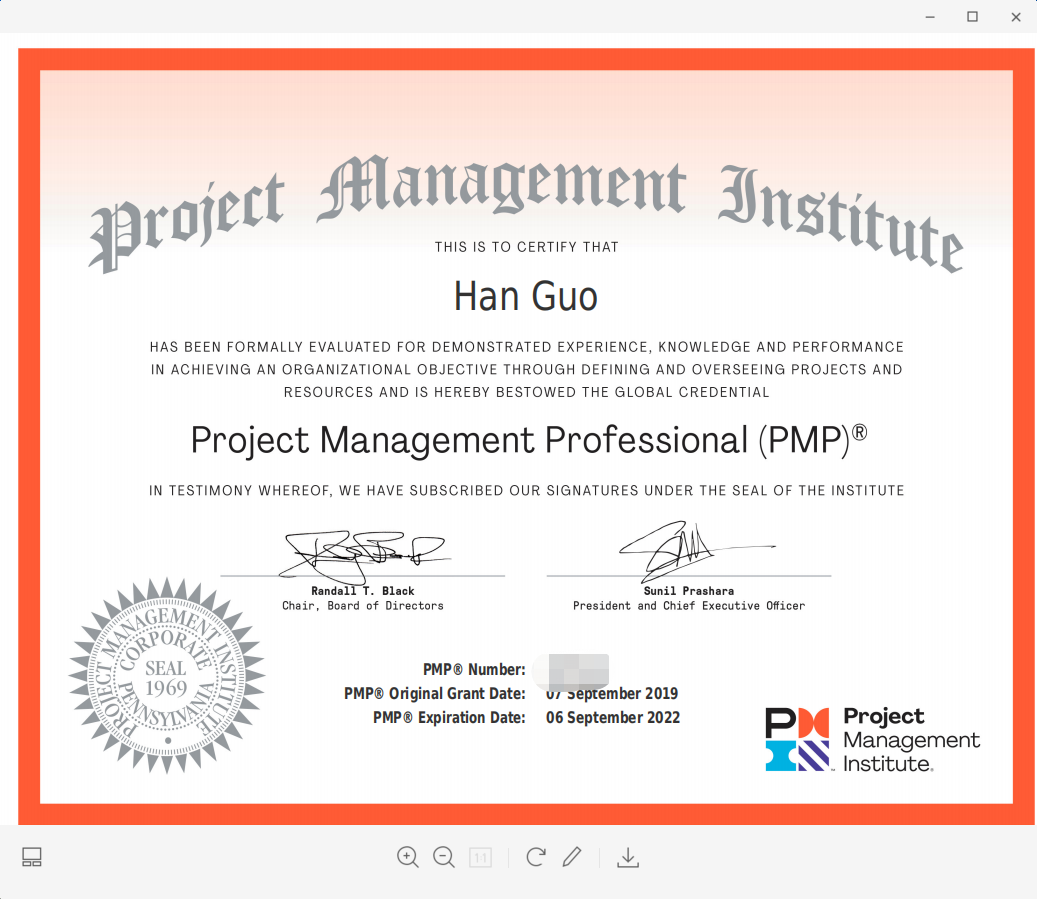 Project Management Institute
THIS IS TO CERTIFY THAT
Han Guo
HAS BEEN FORMALLY EVALUATED FOR DEMONSTRATED EXPERIENCE, KNOWLEDGE AND PERFORMANCE
IN ACHIEVING AN ORGANIZATIONAL OBJECTIVE THROUGH DEFINING AND OVERSEEING PROJECTS AND
RESOURCES AND IS HEREBY BESTOWED THE GLOBAL CREDENTIAL
Project Management Professional (PMP)®
IN TESTIMONY WHEREOF, WE HAVE SUBSCRIBED OUR SIGNATURES UNDER THE SEAL OF THE INSTITUTE
Randall T. Black
Chair, Board of Directors
Sunil Prashara
President and Chief Executive Officer
PROJECT MANAGEMENT INSTITUTE
CORPORATE
SEAL
1969
PENNSYLVANIA
PMP® Number:
PMP® Original Grant Date: 07 September 2019
PMP® Expiration Date: 06 September 2022
PM
Project
Management
Institute.
1:1